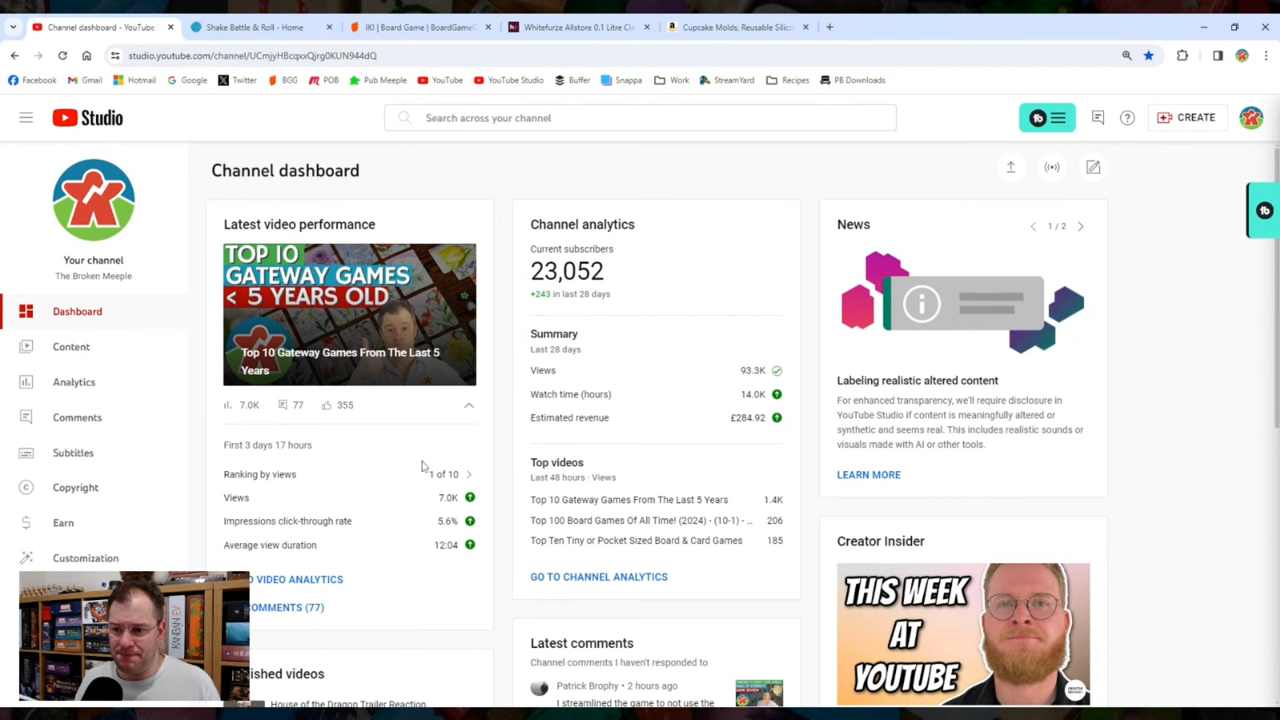 Channel dashboard - YouTube
Shake Battle & Roll - Home
IKI | Board Game | BoardGame
Whitefurze Allstore 0.1 Litre Cle
Cupcake Molds, Reusable Silico
studio.youtube.com/channel/UCmjyHBcqxxQjrg0KUN944dQ
Facebook Gmail Hotmail Google Twitter BGG POB Pub Meeple YouTube YouTube Studio Buffer Snappa Work StreamYard Recipes PB Downloads
Studio
Search across your channel
CREATE
Your channel
The Broken Meeple
Dashboard
Content
Analytics
Comments
Subtitles
Copyright
Earn
Customization
Channel dashboard
Latest video performance
TOP 10
GATEWAY GAMES
< 5 YEARS OLD
Top 10 Gateway Games From The Last 5
Years
7.0K 77 355
First 3 days 17 hours
Ranking by views 1 of 10
Views 7.0K
Impressions click-through rate 5.6%
Average view duration 12:04
VIDEO ANALYTICS
COMMENTS (77)
ished videos
House of the Dragon Trailer Reaction
Channel analytics
Current subscribers
23,052
+243 in last 28 days
Summary
Last 28 days
Views 93.3K
Watch time (hours) 14.0K
Estimated revenue £284.92
Top videos
Last 48 hours · Views
Top 10 Gateway Games From The Last 5 Years 1.4K
Top 100 Board Games Of All Time! (2024) - (10-1) - ... 206
Top Ten Tiny or Pocket Sized Board & Card Games 185
GO TO CHANNEL ANALYTICS
Latest comments
Channel comments I haven't responded to
Patrick Brophy • 2 hours ago
I streamlined the game to not use the
News
1 / 2
Labeling realistic altered content
For enhanced transparency, we'll require disclosure in
YouTube Studio if content is meaningfully altered or
synthetic and seems real. This includes realistic sounds or
visuals made with AI or other tools.
LEARN MORE
Creator Insider
THIS WEEK
AT
YOUTUBE
KANBAN EV